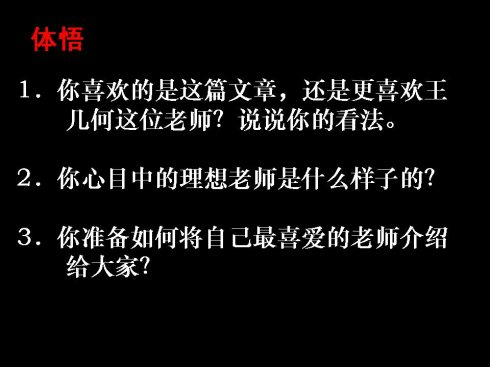 体悟
1．你喜欢的是这篇文章，还是更喜欢王
几何这位老师？说说你的看法。
2．你心目中的理想老师是什么样子的？
3．你准备如何将自己最喜爱的老师介绍
给大家？